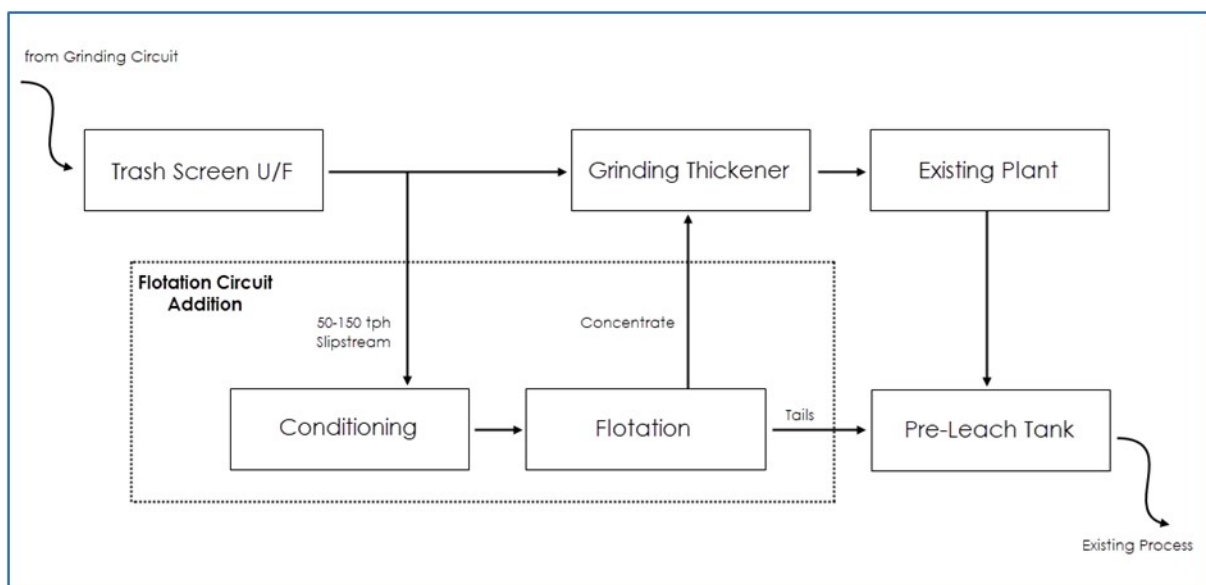 from Grinding Circuit
Trash Screen U/F
Grinding Thickener
Existing Plant
Flotation Circuit
Addition
50-150 tph
Slipstream
Concentrate
Conditioning
Flotation
Tails
Pre-Leach Tank
Existing Process